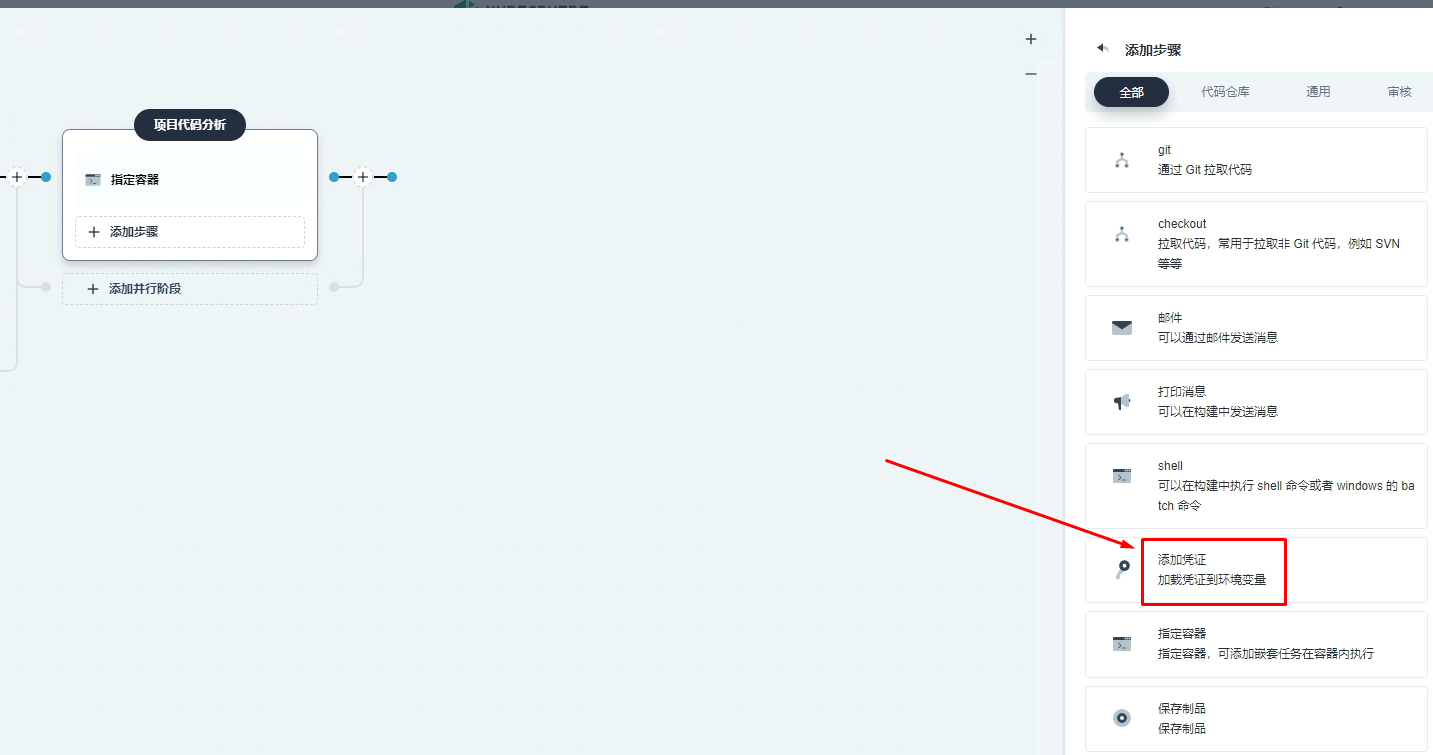 项目代码分析
指定容器
添加步骤
添加并行阶段
添加步骤
全部
代码仓库
通用
审核
git
通过 Git 拉取代码
checkout
拉取代码，常用于拉取非 Git 代码，例如 SVN
等等
邮件
可以通过邮件发送消息
打印消息
可以在构建中发送消息
shell
可以在构建中执行 shell 命令或者 windows 的 ba
tch 命令
添加凭证
加载凭证到环境变量
指定容器
指定容器，可添加嵌套任务在容器内执行
保存制品
保存制品